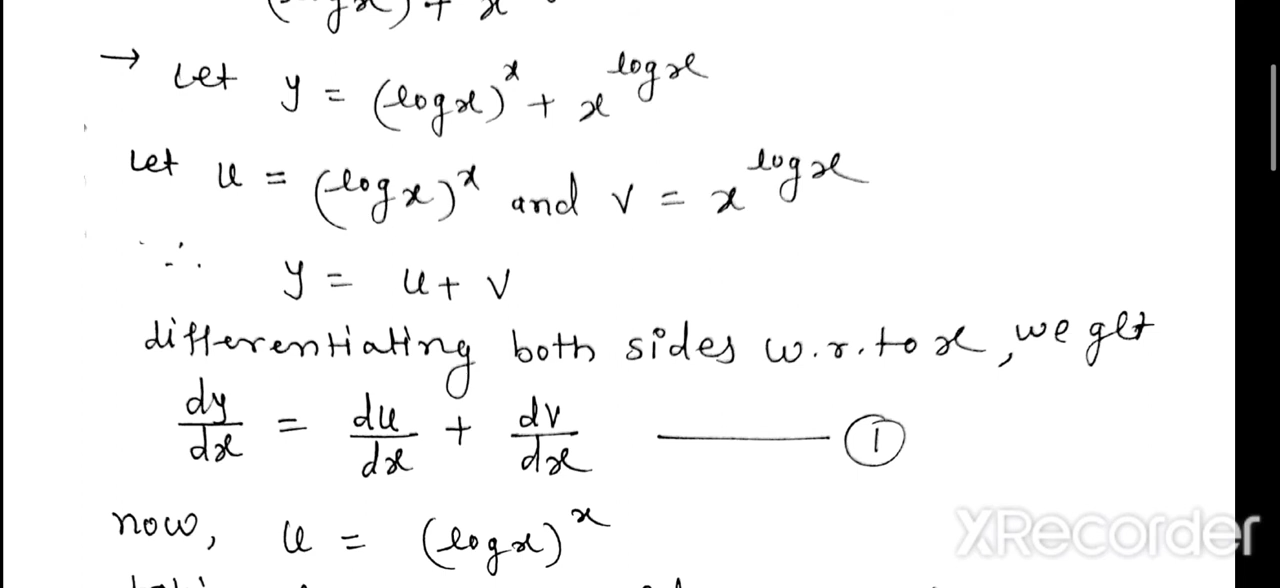 → Let y = (log x)^x + x^{log x}
Let u = (log x)^x and v = x^{log x}
∴ y = u + v
differentiating both sides w.r.to x, we get
dy/dx = du/dx + dv/dx ——— ①
now, u = (log x)^x
XRecorder